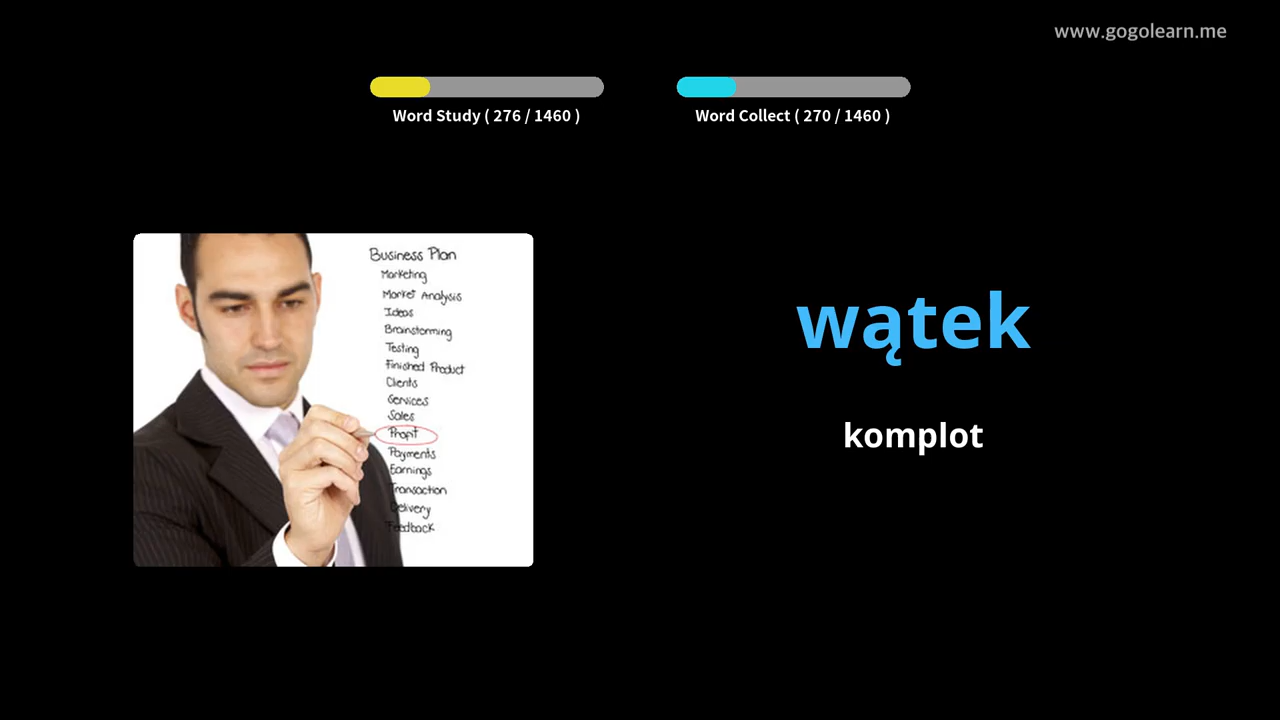 www.gogolearn.me
Word Study ( 276 / 1460 )
Word Collect ( 270 / 1460 )
Business Plan
Marketing
Market Analysis
Ideas
Brainstorming
Testing
Finished Product
Clients
Services
Sales
Profit
Payments
Earnings
Transaction
Delivery
Feedback
wątek
komplot